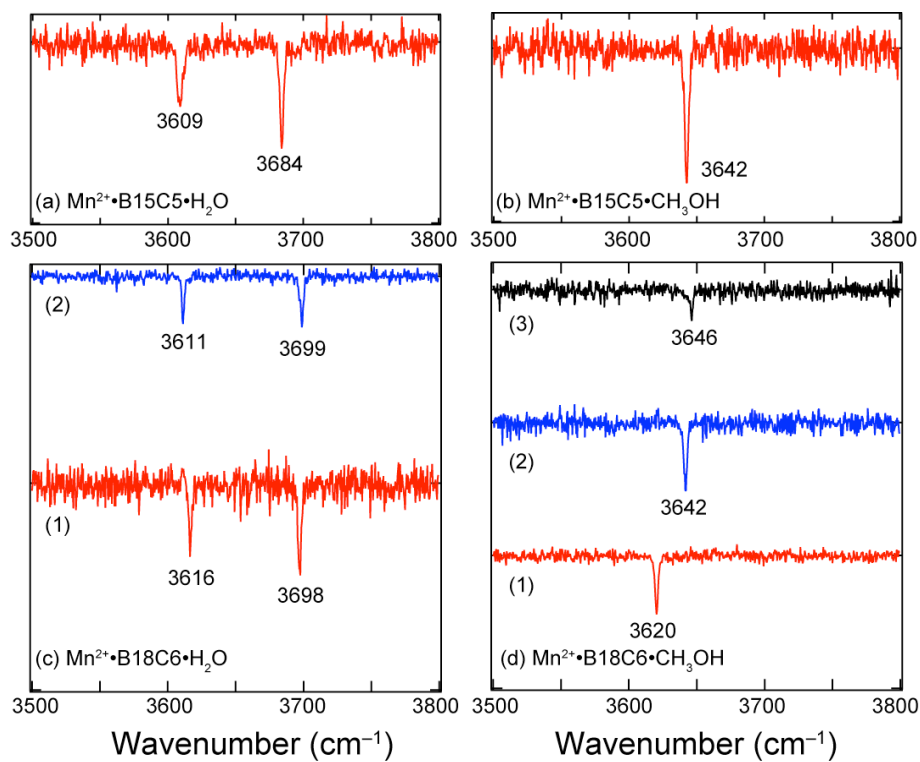 3609
3684
(a) Mn²⁺•B15C5•H₂O
3500 3600 3700 3800
3642
(b) Mn²⁺•B15C5•CH₃OH
3500 3600 3700 3800
(2)
3611
3699
(1)
3616
3698
(c) Mn²⁺•B18C6•H₂O
3500 3600 3700 3800
Wavenumber (cm⁻¹)
(3)
3646
(2)
3642
(1)
3620
(d) Mn²⁺•B18C6•CH₃OH
3500 3600 3700 3800
Wavenumber (cm⁻¹)